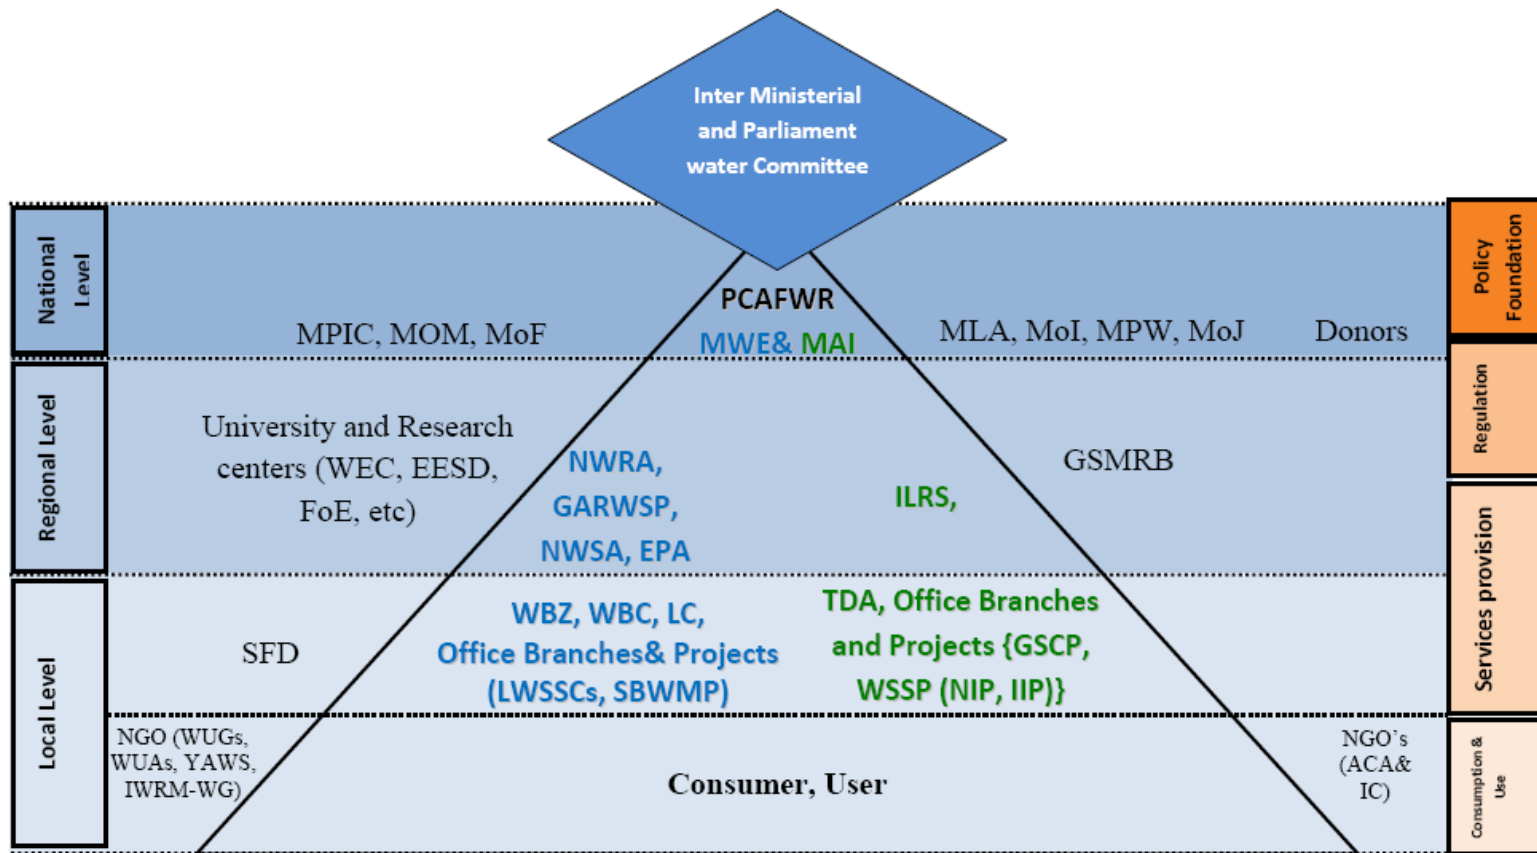 Inter Ministerial
and Parliament
water Committee
National
Level
Policy
Foundation
PCAFWR
MPIC, MOM, MoF
MWE& MAI
MLA, MoI, MPW, MoJ
Donors
Regional Level
Regulation
University and Research
centers (WEC, EESD,
FoE, etc)
NWRA,
GARWSP,
NWSA, EPA
ILRS,
GSMRB
Services provision
Local Level
SFD
WBZ, WBC, LC,
Office Branches& Projects
(LWSSCs, SBWMP)
TDA, Office Branches
and Projects {GSCP,
WSSP (NIP, IIP)}
NGO (WUGs,
WUAs, YAWS,
IWRM-WG)
Consumer, User
NGO's
(ACA&
IC)
Consumption &
Use